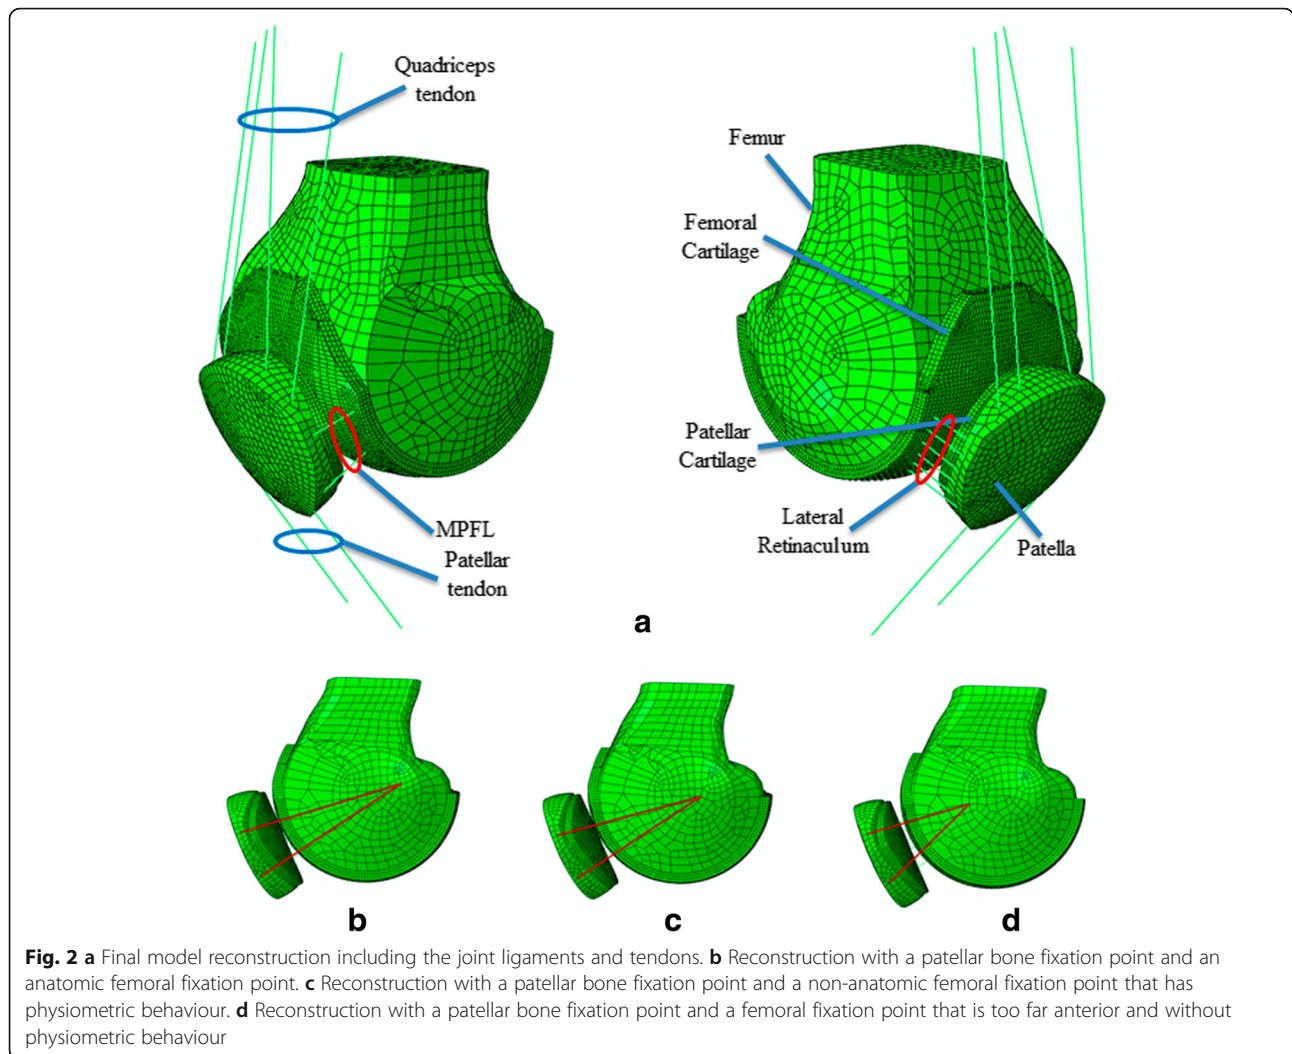 Quadriceps
tendon
Femur
Femoral
Cartilage
Patellar
Cartilage
Lateral
Retinaculum
Patella
MPFL
Patellar
tendon
a
b
c
d
Fig. 2 a Final model reconstruction including the joint ligaments and tendons. b Reconstruction with a patellar bone fixation point and an
anatomic femoral fixation point. c Reconstruction with a patellar bone fixation point and a non-anatomic femoral fixation point that has
physiometric behaviour. d Reconstruction with a patellar bone fixation point and a femoral fixation point that is too far anterior and without
physiometric behaviour